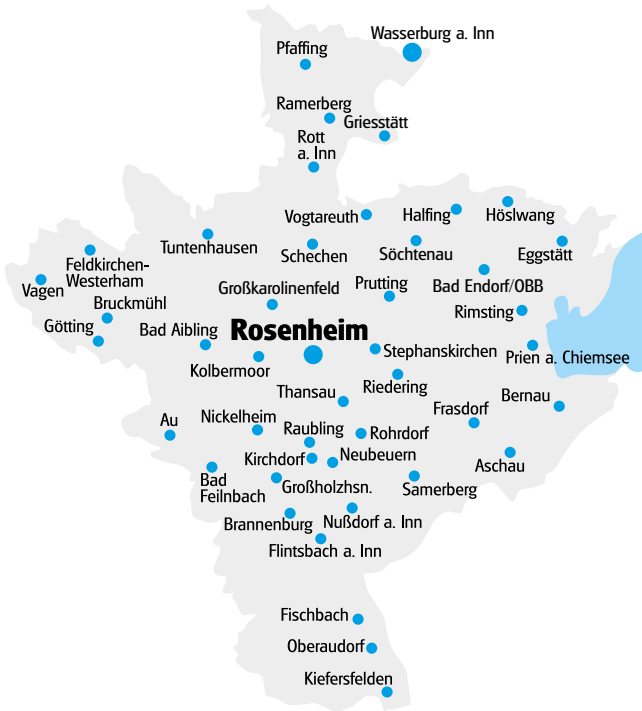 Wasserburg a. Inn
Pfaffing
Ramerberg
Griesstätt
Rott
a. Inn
Vogtareuth
Halfing
Höslwang
Tuntenhausen
Schechen
Söchtenau
Eggstätt
Feldkirchen-
Westerham
Vagen
Großkarolinenfeld
Prutting
Bad Endorf/OBB
Bruckmühl
Rimsting
Götting
Bad Aibling
Rosenheim
Stephanskirchen
Prien a. Chiemsee
Kolbermoor
Riedering
Thansau
Bernau
Au
Nickelheim
Raubling
Rohrdorf
Frasdorf
Kirchdorf
Neubeuern
Aschau
Bad
Feilnbach
Großholzhsn.
Samerberg
Brannenburg
Nußdorf a. Inn
Flintsbach a. Inn
Fischbach
Oberaudorf
Kiefersfelden